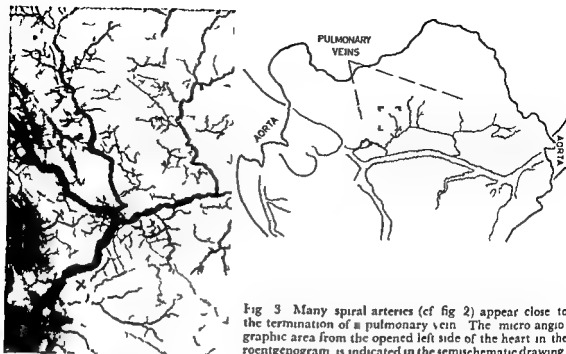 PULMONARY
VEINS
AORTA
AORTA
Fig 3 Many spiral arteries (cf fig 2) appear close to
the termination of a pulmonary vein The micro angio
graphic area from the opened left side of the heart in the
roentgenogram is indicated in the semischematic drawing